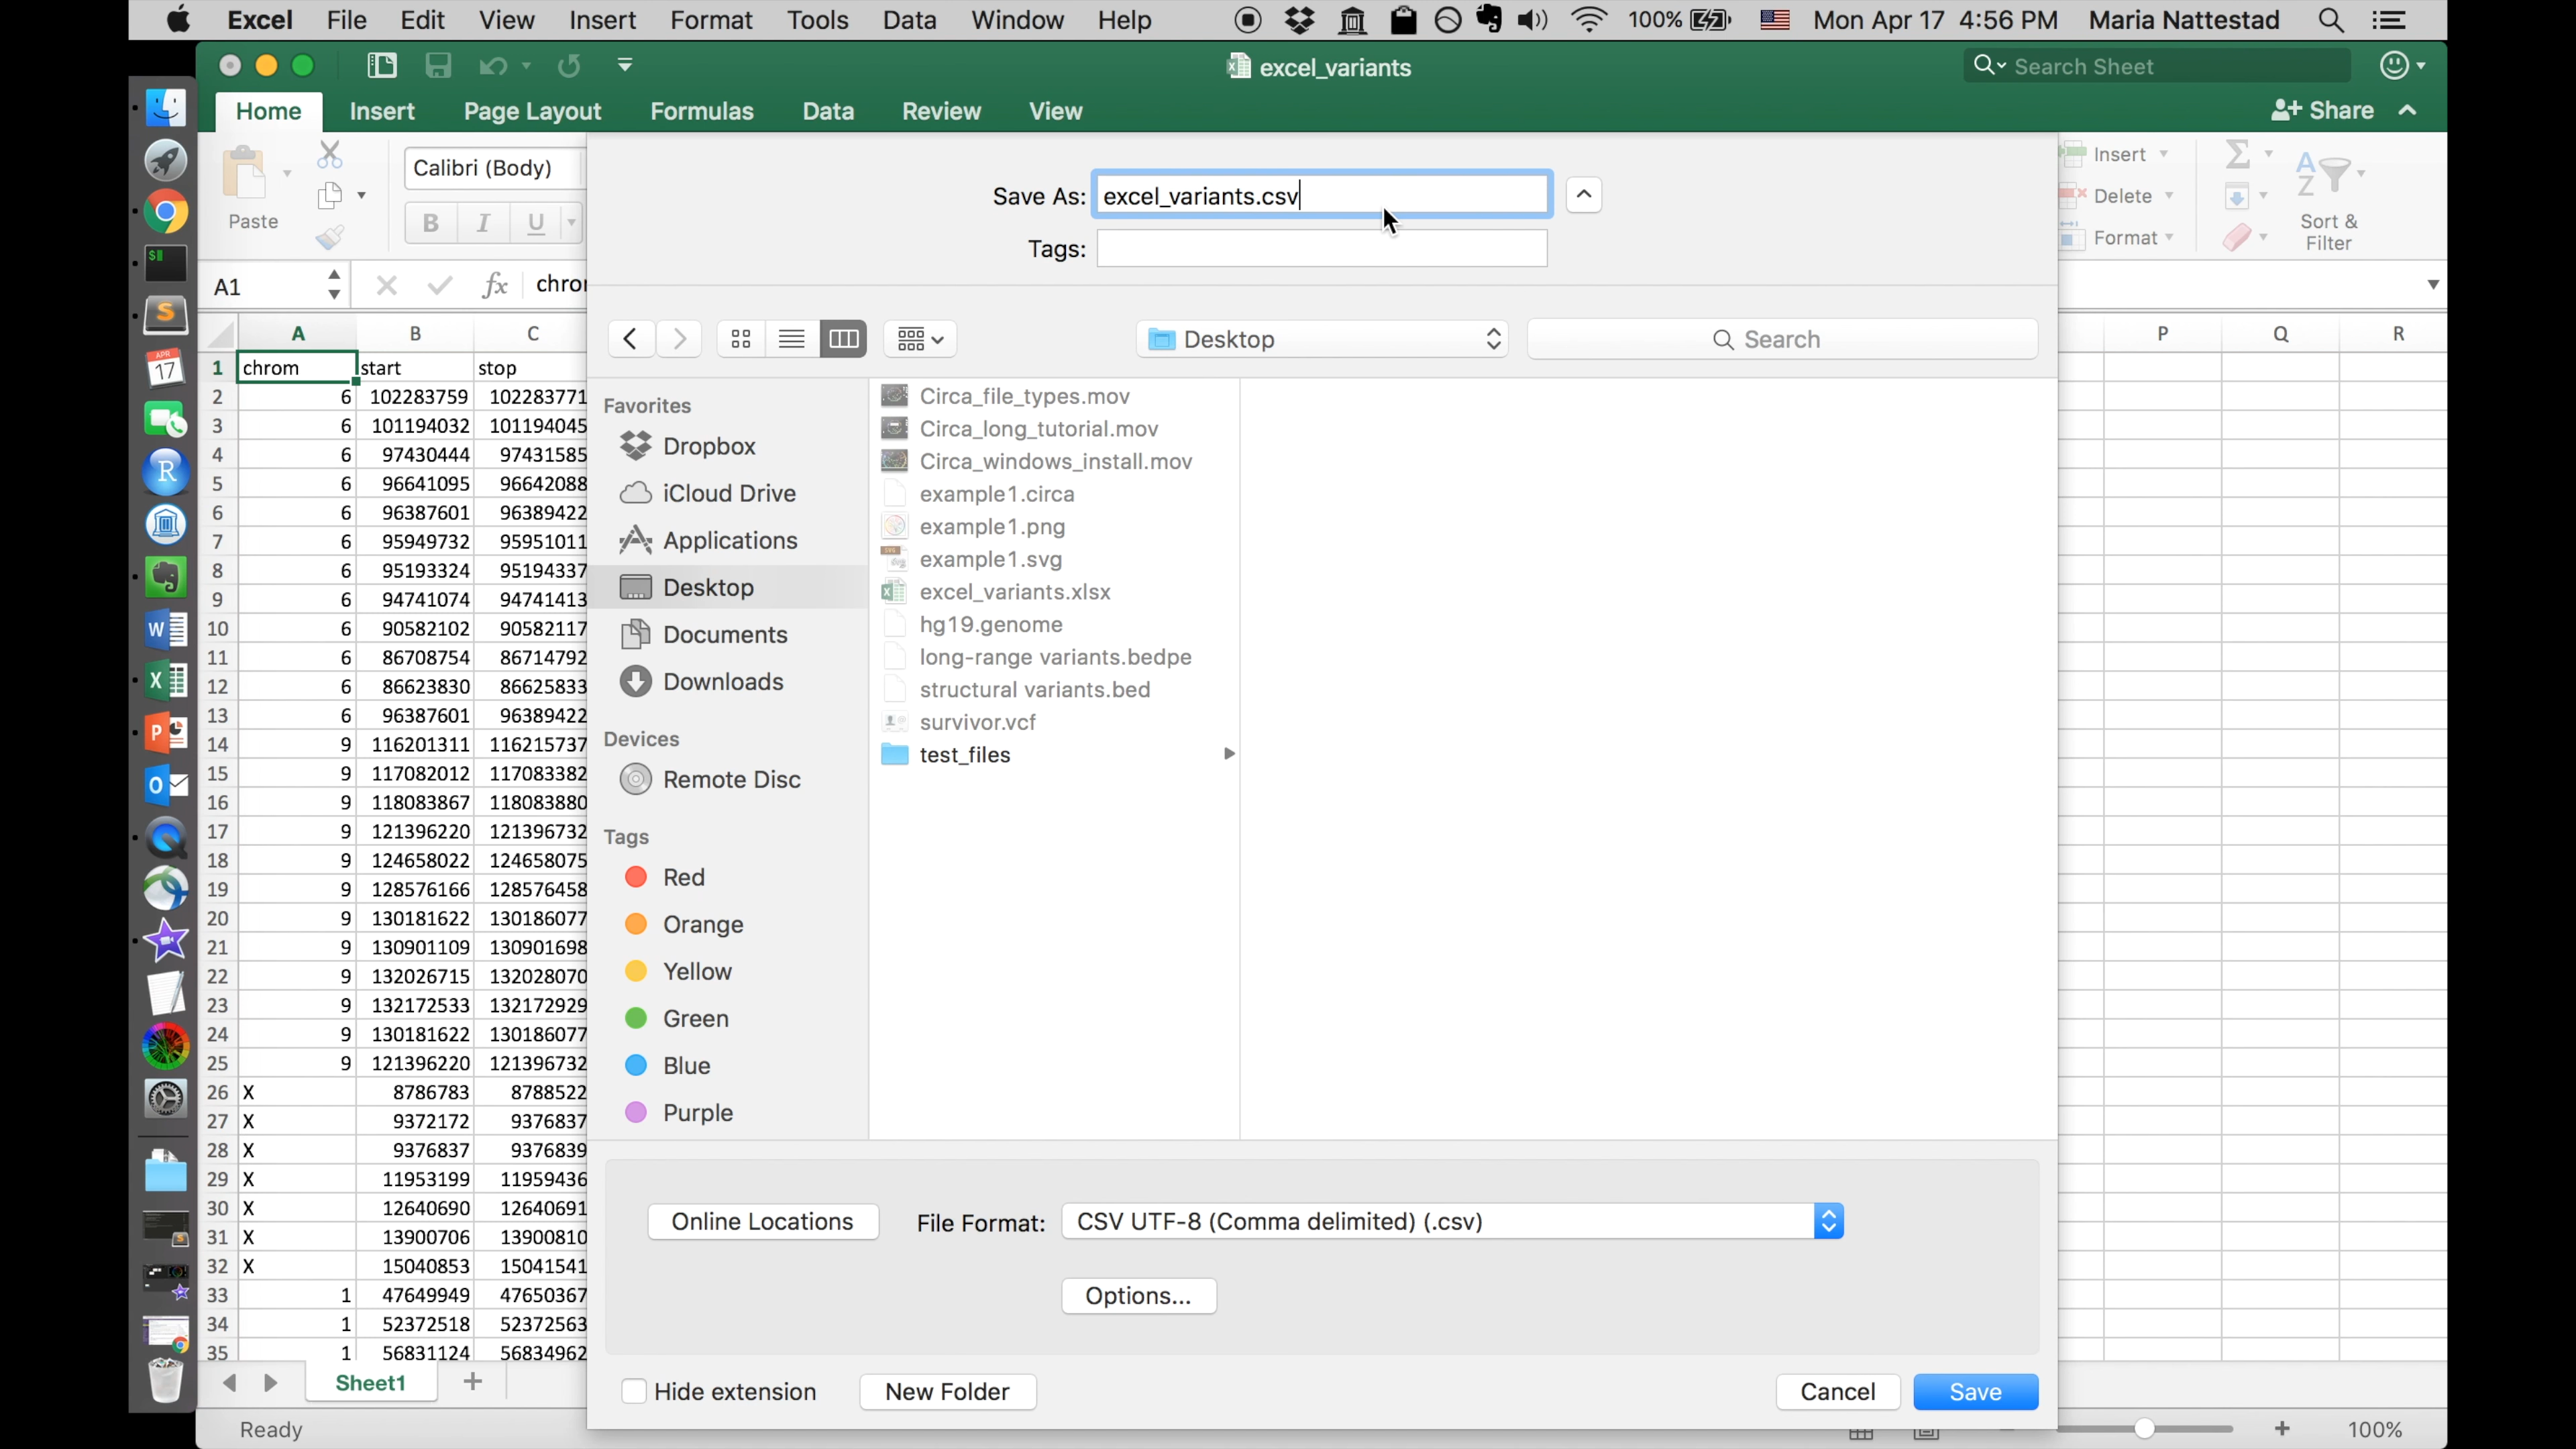 Excel File Edit View Insert Format Tools Data Window Help 100% Mon Apr 17 4:56 PM Maria Nattestad
excel_variants
Search Sheet
Home Insert Page Layout Formulas Data Review View Share
Paste
Calibri (Body)
B I U
Insert
Delete
Format
Sort &
Filter
Save As: excel_variants.csv
Tags:
A1 fx chrom
Desktop
Search
A B C P Q R
1 chrom start stop
2 6 102283759 102283771
3 6 101194032 101194045
4 6 97430444 97431585
5 6 96641095 96642088
6 6 96387601 96389422
7 6 95949732 95951011
8 6 95193324 95194337
9 6 94741074 94741413
10 6 90582102 90582117
11 6 86708754 86714792
12 6 86623830 86625833
13 6 96387601 96389422
14 9 116201311 116215737
15 9 117082012 117083382
16 9 118083867 118083880
17 9 121396220 121396732
18 9 124658022 124658075
19 9 128576166 128576458
20 9 130181622 130186077
21 9 130901109 130901698
22 9 132026715 132028070
23 9 132172533 132172929
24 9 130181622 130186077
25 9 121396220 121396732
26 X 8786783 8788522
27 X 9372172 9376837
28 X 9376837 9376839
29 X 11953199 11959436
30 X 12640690 12640691
31 X 13900706 13900810
32 X 15040853 15041541
33 1 47649949 47650367
34 1 52372518 52372563
35 1 56831124 56834962
Favorites
Dropbox
iCloud Drive
Applications
Desktop
Documents
Downloads
Devices
Remote Disc
Tags
Red
Orange
Yellow
Green
Blue
Purple
Circa_file_types.mov
Circa_long_tutorial.mov
Circa_windows_install.mov
example1.circa
example1.png
example1.svg
excel_variants.xlsx
hg19.genome
long-range variants.bedpe
structural variants.bed
survivor.vcf
test_files
Online Locations File Format: CSV UTF-8 (Comma delimited) (.csv)
Options...
Hide extension New Folder Cancel Save
Sheet1
Ready 100%